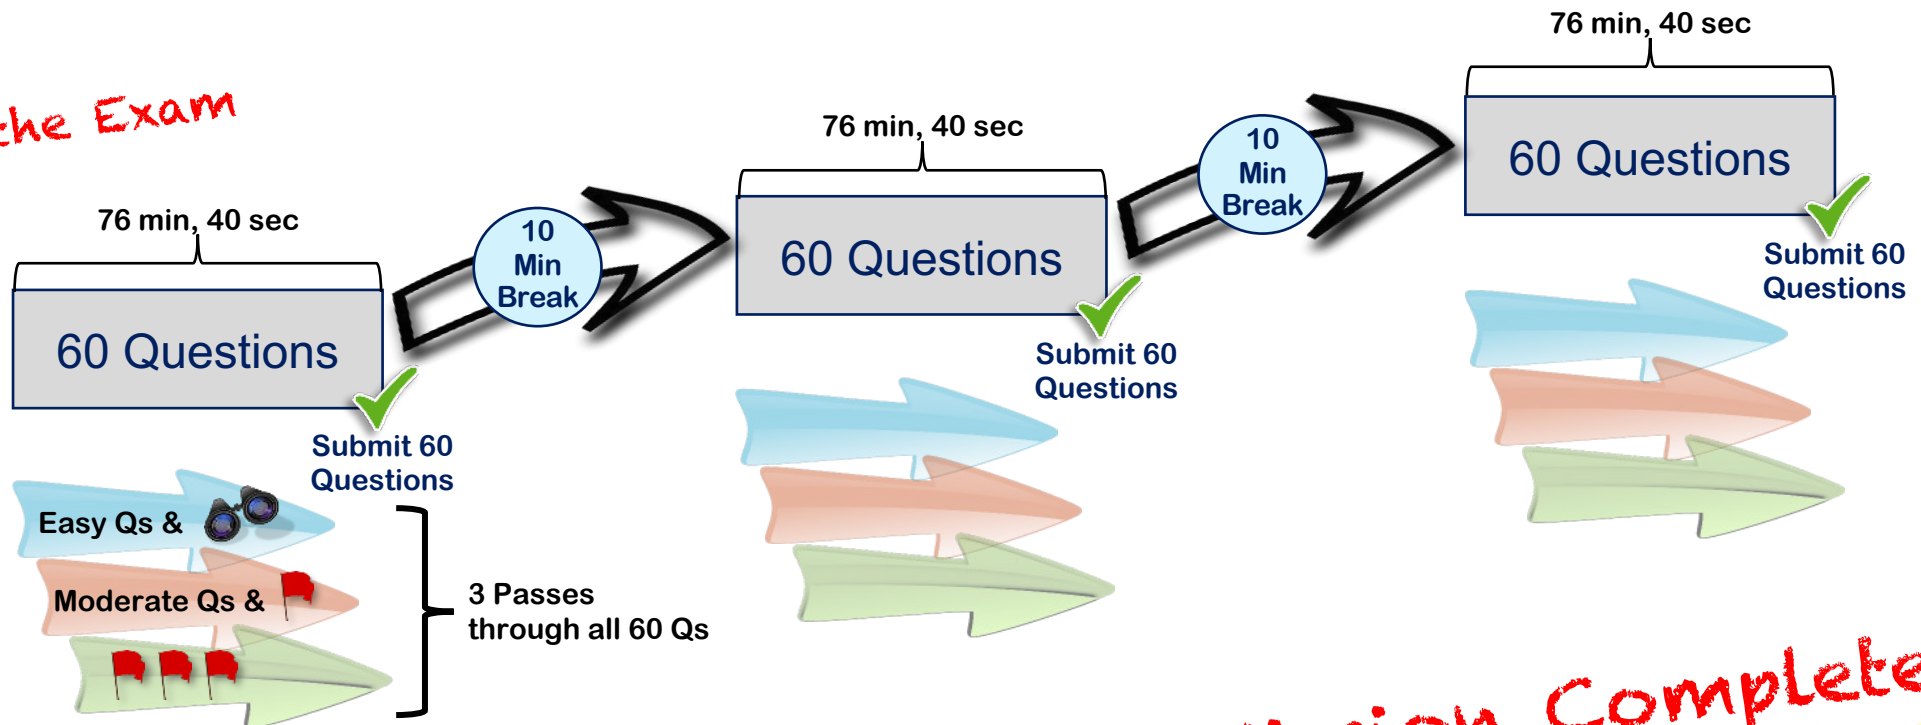 the Exam
76 min, 40 sec
60 Questions
Submit 60
Questions
10
Min
Break
76 min, 40 sec
60 Questions
Submit 60
Questions
10
Min
Break
76 min, 40 sec
60 Questions
Submit 60
Questions
Easy Qs &
Moderate Qs &
3 Passes
through all 60 Qs
Complete